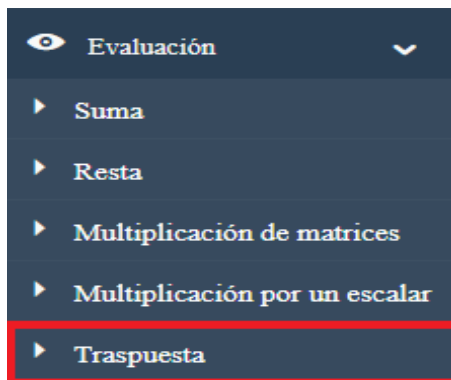 Evaluación
Suma
Resta
Multiplicación de matrices
Multiplicación por un escalar
Traspuesta